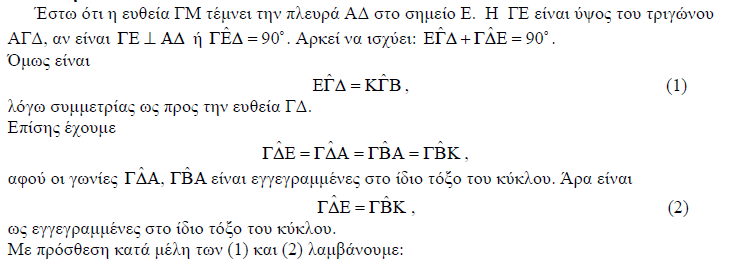 Έστω ότι η ευθεία ΓΜ τέμνει την πλευρά ΑΔ στο σημείο Ε. Η ΓΕ είναι ύψος του τριγώνου
ΑΓΔ, αν είναι ΓΕ ⊥ ΑΔ ή ΓÊΔ = 90°. Αρκεί να ισχύει: ΕΓ̂Δ + ΓΔ̂Ε = 90°.
Όμως είναι
ΕΓ̂Δ = ΚΓ̂Β, (1)
λόγω συμμετρίας ως προς την ευθεία ΓΔ.
Επίσης έχουμε
ΓΔ̂Ε = ΓΔ̂Α = ΓΒ̂Α = ΓΒ̂Κ,
αφού οι γωνίες ΓΔ̂Α, ΓΒ̂Α είναι εγγεγραμμένες στο ίδιο τόξο του κύκλου. Άρα είναι
ΓΔ̂Ε = ΓΒ̂Κ, (2)
ως εγγεγραμμένες στο ίδιο τόξο του κύκλου.
Με πρόσθεση κατά μέλη των (1) και (2) λαμβάνουμε: